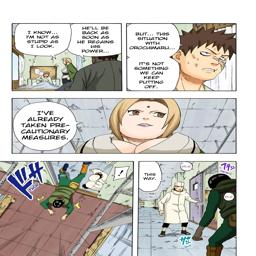 I KNOW...
I'M NOT AS
STUPID AS
I LOOK.
HE'LL BE
BACK AS
SOON AS
HE REGAINS
HIS
POWER...
BUT... THIS
SITUATION
WITH
OROCHIMARU...
IT'S NOT
SOMETHING
WE CAN
KEEP
PUTTING
OFF.
I'VE
ALREADY
TAKEN PRE-
CAUTIONARY
MEASURES.
THIS
WAY.